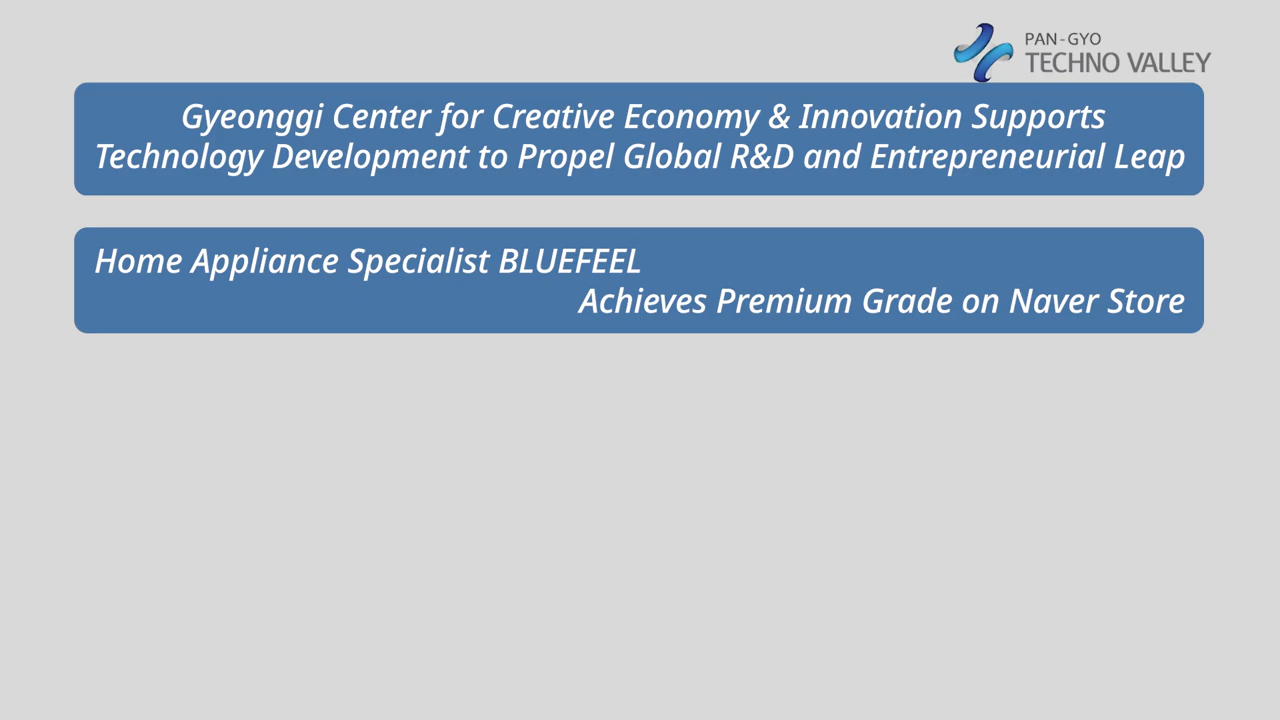 PAN-GYO
TECHNO VALLEY
Gyeonggi Center for Creative Economy & Innovation Supports
Technology Development to Propel Global R&D and Entrepreneurial Leap
Home Appliance Specialist BLUEFEEL
Achieves Premium Grade on Naver Store